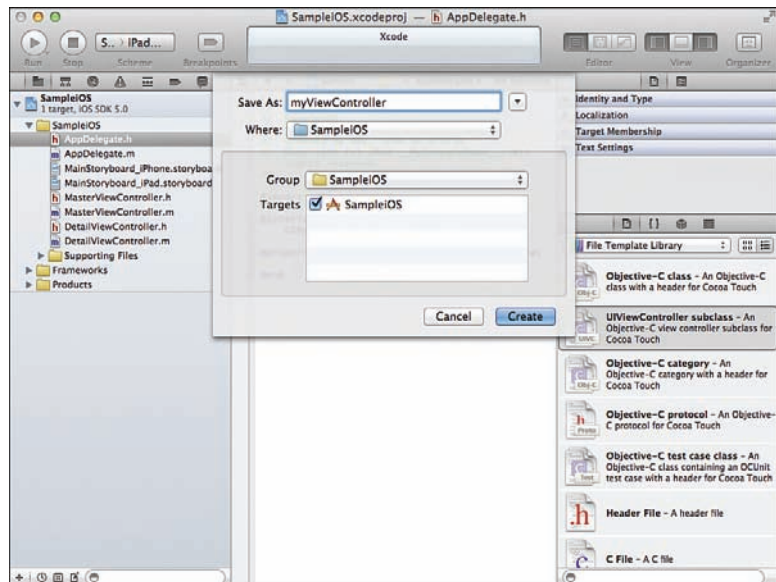 SampleiOS.xcodeproj — AppDelegate.h
S... iPad...
Xcode
Run Stop Scheme Breakpoints
Editor View Organizer
SampleiOS
1 target, iOS SDK 5.0
SampleiOS
AppDelegate.h
AppDelegate.m
MainStoryboard_iPhone.storyboa
MainStoryboard_iPad.storyboard
MasterViewController.h
MasterViewController.m
DetailViewController.h
DetailViewController.m
Supporting Files
Frameworks
Products
Save As: myViewController
Where: SampleiOS
Group SampleiOS
Targets SampleiOS
Cancel Create
Identity and Type
Localization
Target Membership
Text Settings
File Template Library
Objective-C class – An Objective-C
class with a header for Cocoa Touch
UIViewController subclass – An
Objective-C view controller subclass for
Cocoa Touch
Objective-C category – An
Objective-C category with a header for
Cocoa Touch
Objective-C protocol – An Objective-
C protocol for Cocoa Touch
Objective-C test case class – An
Objective-C class containing an OCUnit
test case with a header for Cocoa Touch
.h
Header File – A header file
C
C File – A C file